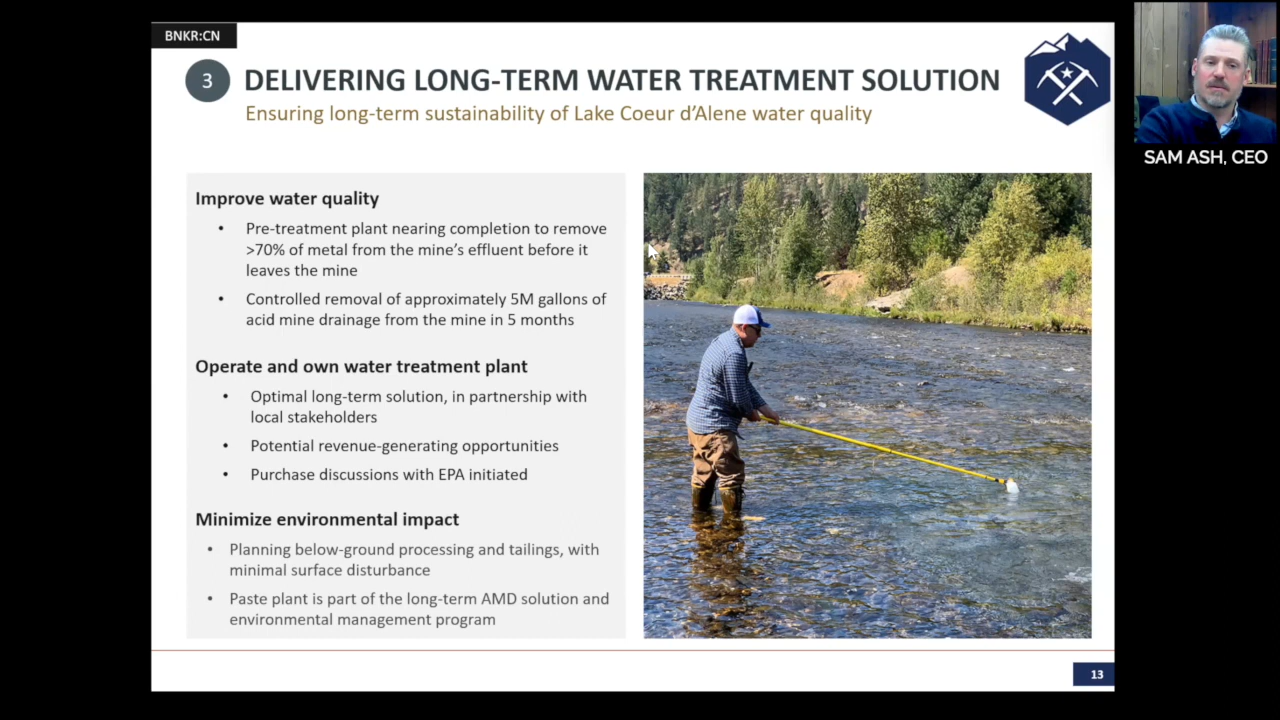 BNKR:CN
3
DELIVERING LONG-TERM WATER TREATMENT SOLUTION
Ensuring long-term sustainability of Lake Coeur d'Alene water quality
SAM ASH, CEO
Improve water quality
• Pre-treatment plant nearing completion to remove
>70% of metal from the mine's effluent before it
leaves the mine
• Controlled removal of approximately 5M gallons of
acid mine drainage from the mine in 5 months
Operate and own water treatment plant
• Optimal long-term solution, in partnership with
local stakeholders
• Potential revenue-generating opportunities
• Purchase discussions with EPA initiated
Minimize environmental impact
• Planning below-ground processing and tailings, with
minimal surface disturbance
• Paste plant is part of the long-term AMD solution and
environmental management program
13